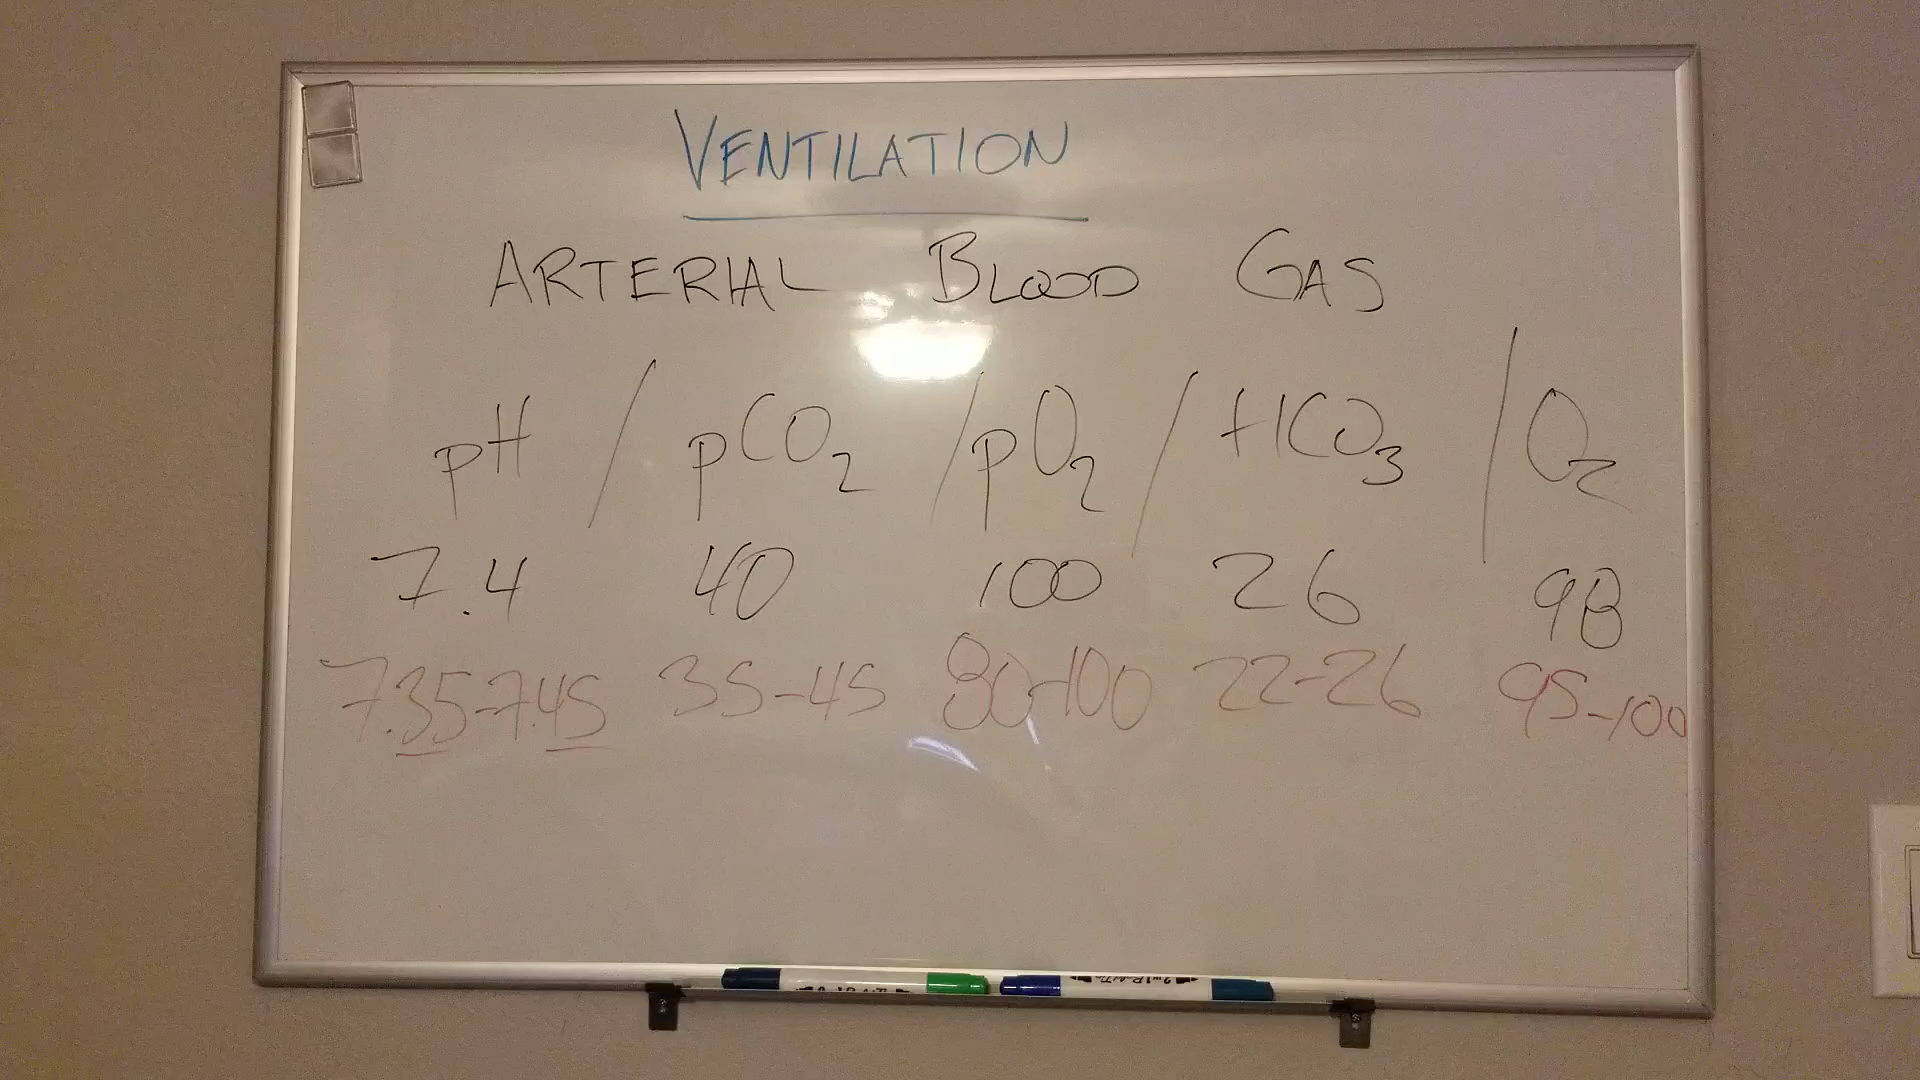 VENTILATION
ARTERIAL BLOOD GAS
pH / pCO2 / pO2 / HCO3 / O2
7.4 40 100 26 98
7.35-7.45 35-45 80-100 22-26 95-100